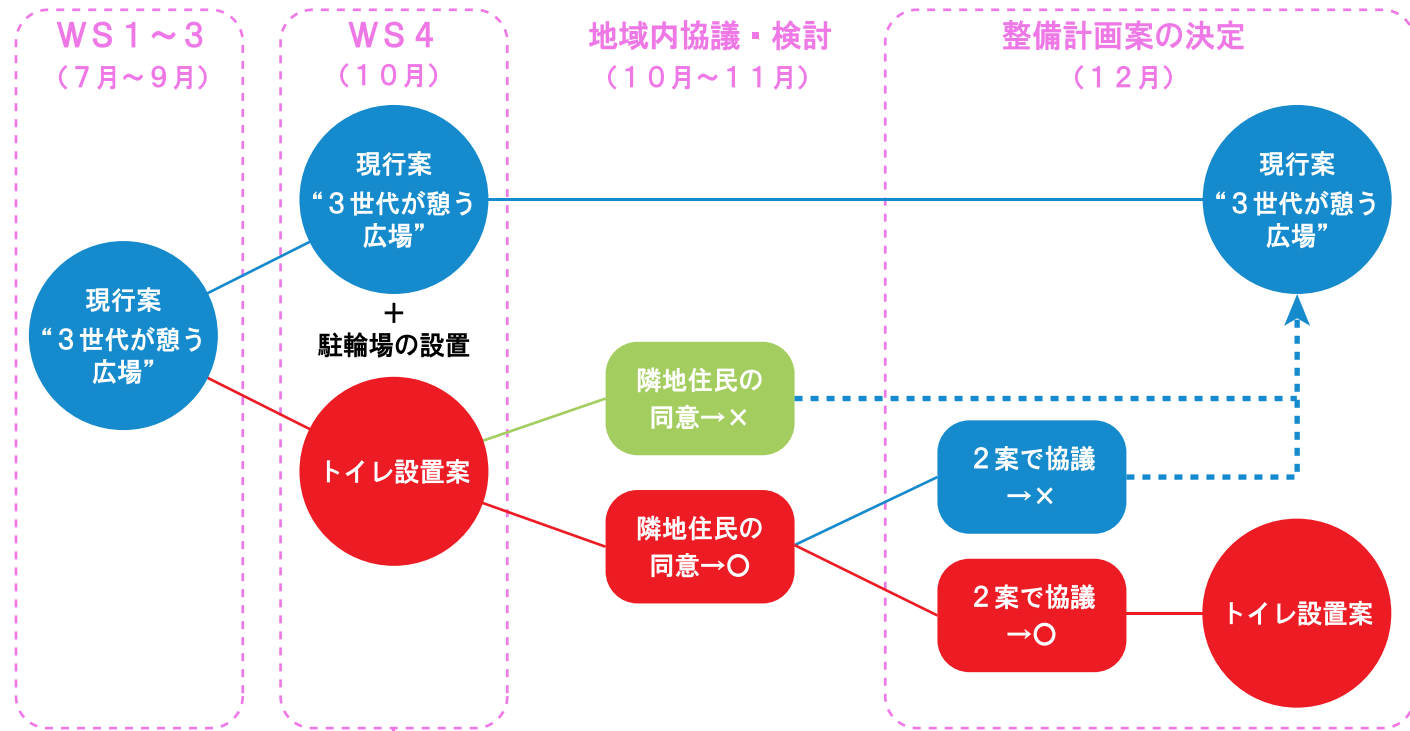 WS1～3
（7月～9月）
WS4
（10月）
地域内協議・検討
（10月～11月）
整備計画案の決定
（12月）
現行案
“3世代が憩う
広場”
現行案
“3世代が憩う
広場”
＋
駐輪場の設置
トイレ設置案
隣地住民の
同意→×
隣地住民の
同意→○
2案で協議
→×
2案で協議
→○
現行案
“3世代が憩う
広場”
トイレ設置案